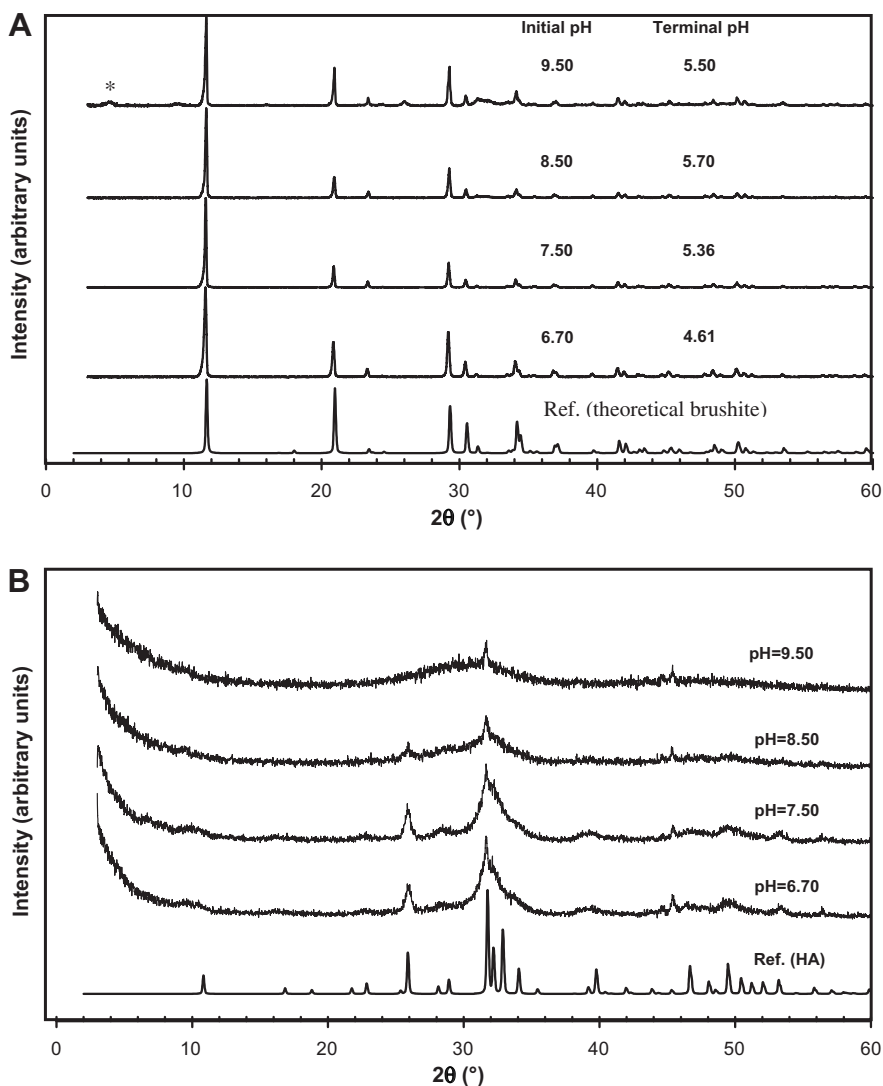 A
Intensity (arbitrary units)
Initial pH Terminal pH
9.50 5.50
*
8.50 5.70
7.50 5.36
6.70 4.61
Ref. (theoretical brushite)
0 10 20 30 40 50 60
2θ (°)
B
Intensity (arbitrary units)
pH=9.50
pH=8.50
pH=7.50
pH=6.70
Ref. (HA)
0 10 20 30 40 50 60
2θ (°)